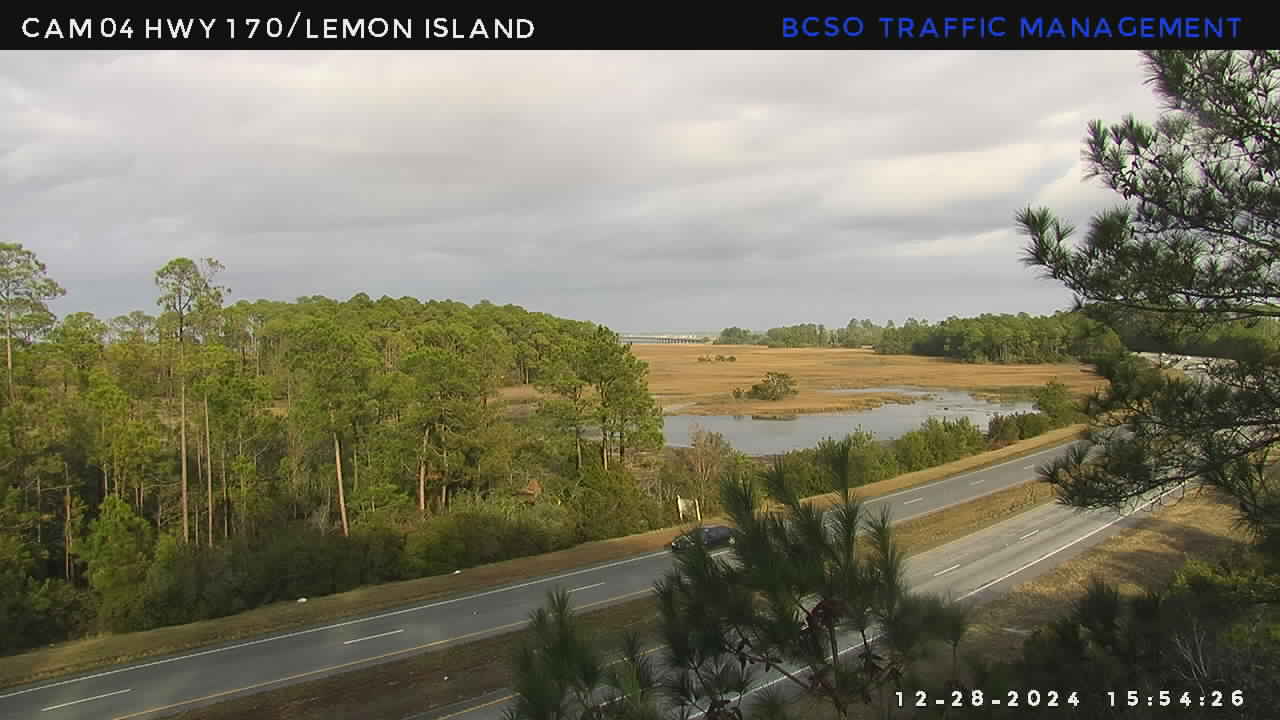 CAM04 HWY 170/LEMON ISLAND
BCSO TRAFFIC MANAGEMENT
12-28-2024 15:54:26